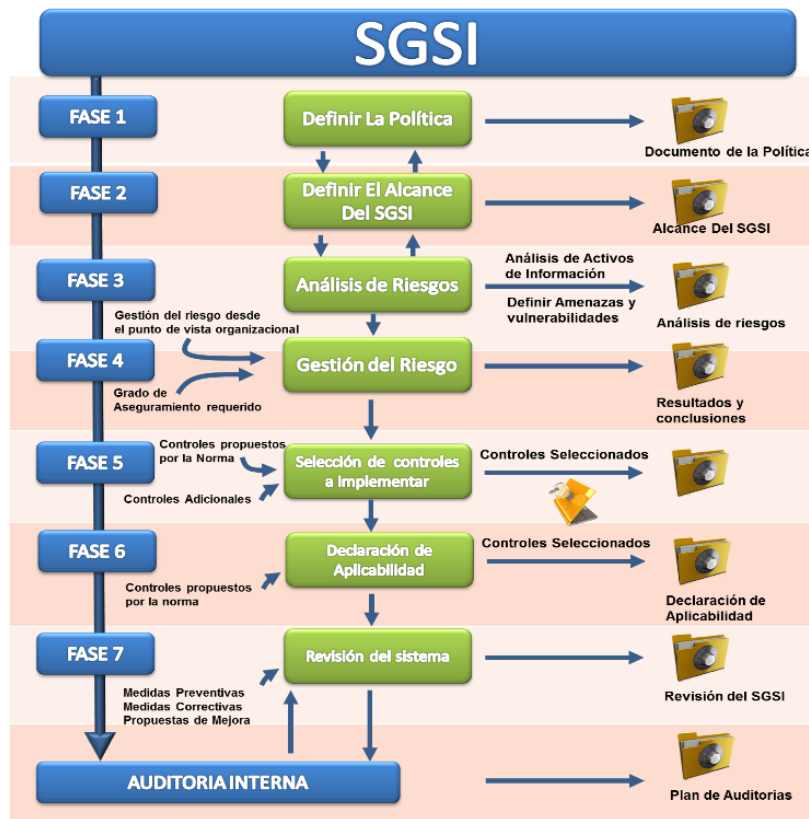 SGSI
FASE 1
Definir La Política
Documento de la Política
FASE 2
Definir El Alcance
Del SGSI
Alcance Del SGSI
FASE 3
Análisis de Riesgos
Análisis de Activos
de Información
Definir Amenazas y
vulnerabilidades
Análisis de riesgos
Gestión del riesgo desde
el punto de vista organizacional
FASE 4
Gestión del Riesgo
Grado de
Aseguramiento requerido
Resultados y
conclusiones
FASE 5
Controles propuestos
por la Norma
Controles Adicionales
Selección de controles
a implementar
Controles Seleccionados
FASE 6
Declaración de
Aplicabilidad
Controles Seleccionados
Controles propuestos
por la norma
Declaración de
Aplicabilidad
FASE 7
Revisión del sistema
Medidas Preventivas
Medidas Correctivas
Propuestas de Mejora
Revisión del SGSI
AUDITORIA INTERNA
Plan de Auditorias